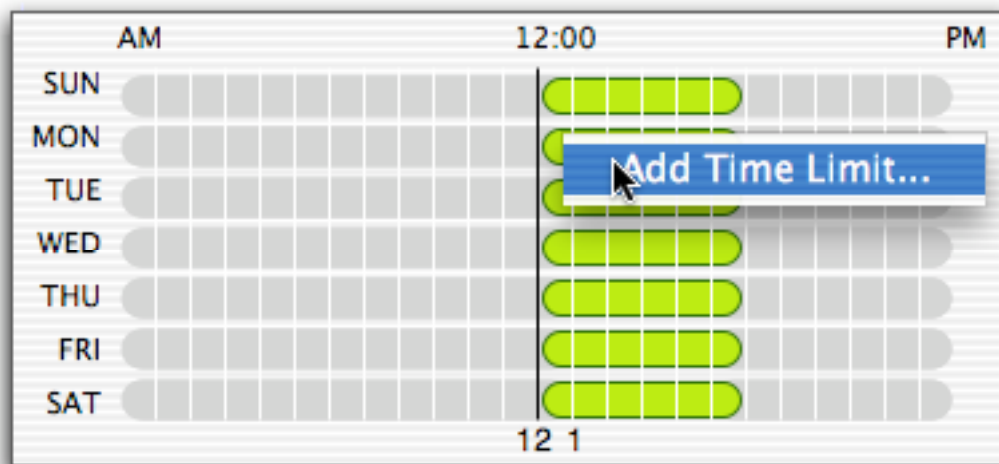 AM 12:00 PM
SUN
MON
Add Time Limit...
TUE
WED
THU
FRI
SAT
12 1